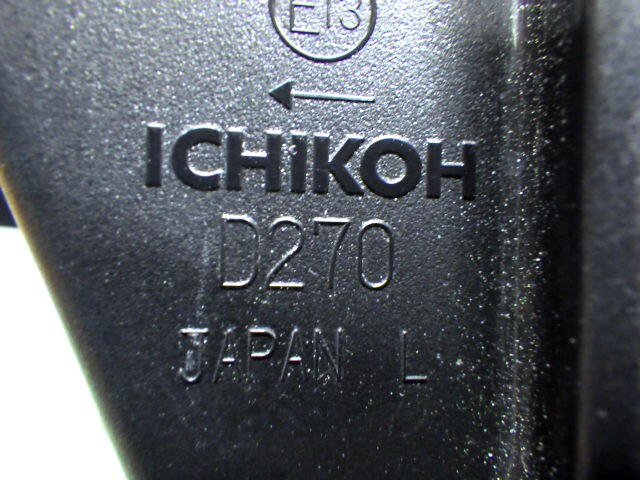 E13
ICHIKOH
D270
JAPAN L